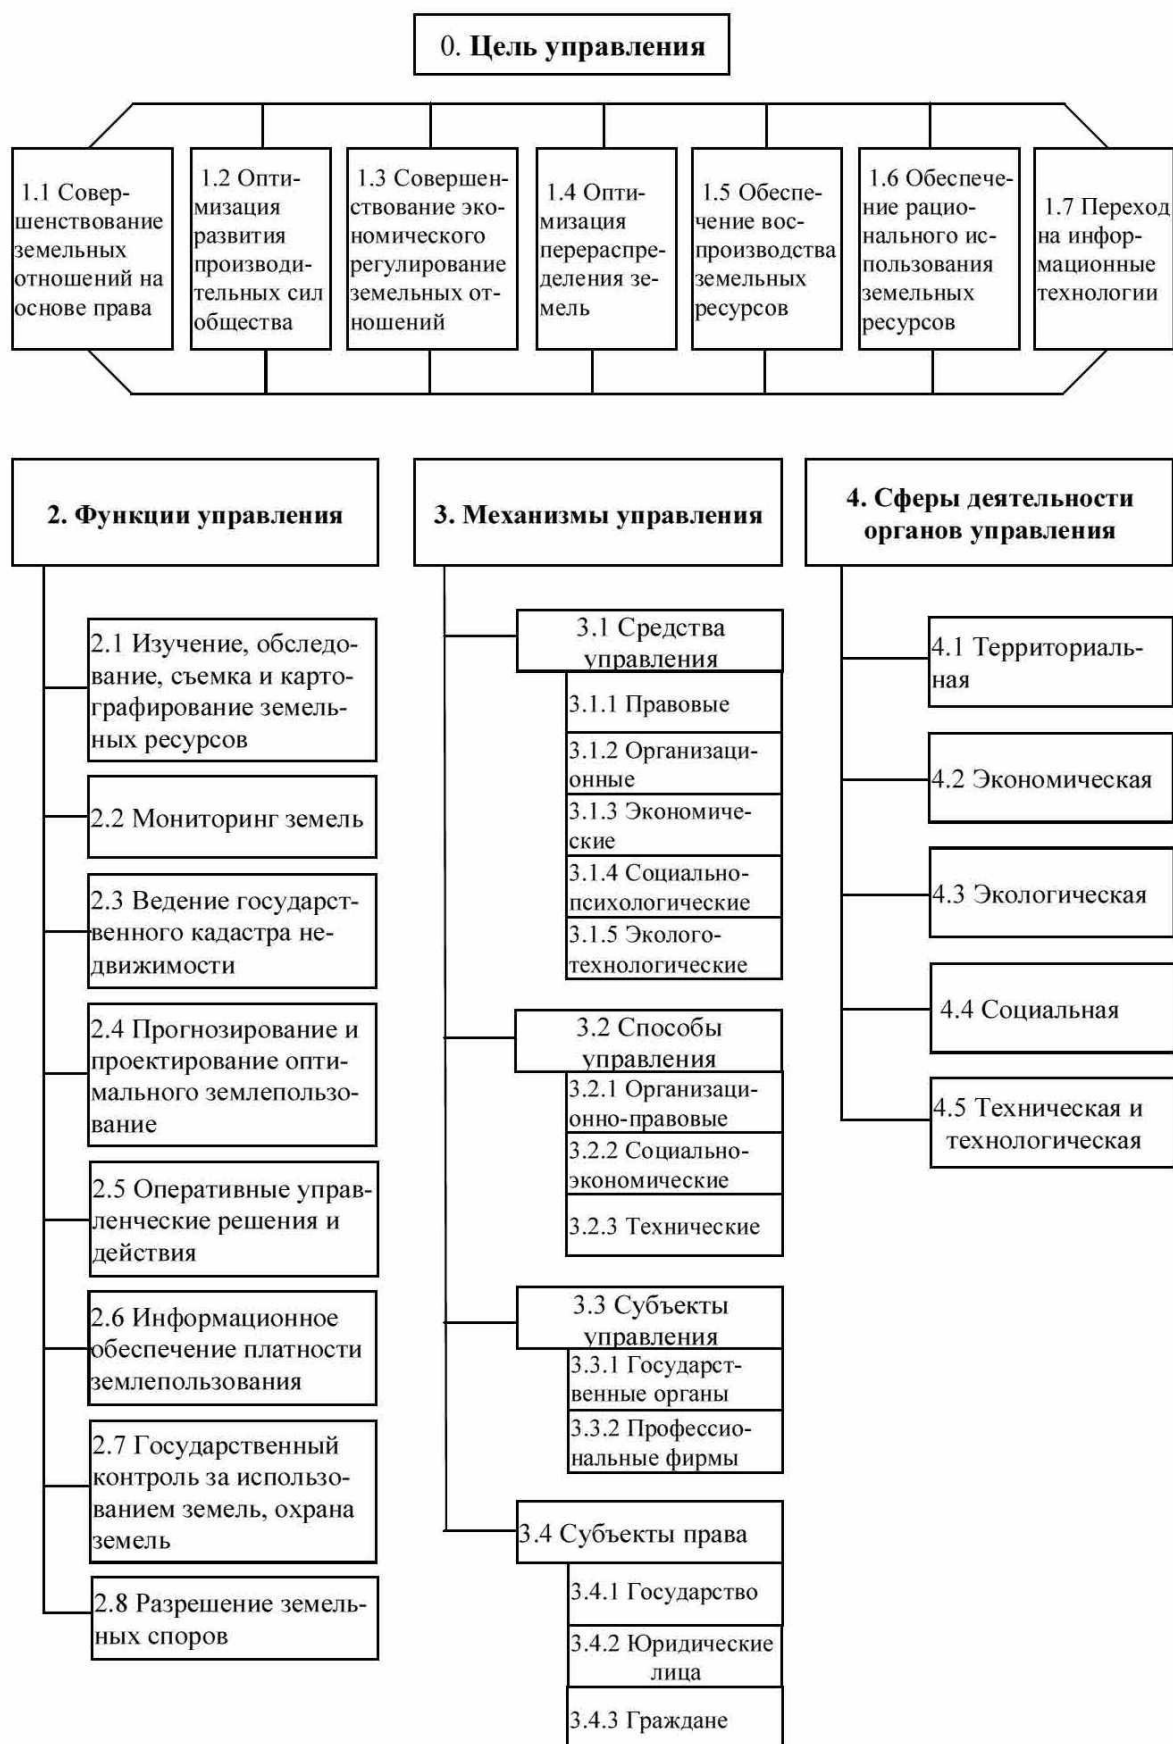 0. Цель управления
1.1 Совер-
шенствование
земельных
отношений на
основе права
1.2 Опти-
мизация
развития
производи-
тельных сил
общества
1.3 Совершен-
ствование эко-
номического
регулирование
земельных от-
ношений
1.4 Опти-
мизация
перераспре-
деления зе-
мель
1.5 Обеспе-
чение вос-
производства
земельных
ресурсов
1.6 Обеспече-
ние рацио-
нального ис-
пользования
земельных
ресурсов
1.7 Переход
на инфор-
мационные
технологии
2. Функции управления
2.1 Изучение, обследо-
вание, съемка и карто-
графирование земель-
ных ресурсов
2.2 Мониторинг земель
2.3 Ведение государст-
венного кадастра не-
движимости
2.4 Прогнозирование и
проектирование опти-
мального землепользо-
вание
2.5 Оперативные управ-
ленческие решения и
действия
2.6 Информационное
обеспечение платности
землепользования
2.7 Государственный
контроль за использо-
ванием земель, охрана
земель
2.8 Разрешение земель-
ных споров
3. Механизмы управления
3.1 Средства
управления
3.1.1 Правовые
3.1.2 Организаци-
онные
3.1.3 Экономиче-
ские
3.1.4 Социально-
психологические
3.1.5 Эколого-
технологические
3.2 Способы
управления
3.2.1 Организаци-
онно-правовые
3.2.2 Социально-
экономические
3.2.3 Технические
3.3 Субъекты
управления
3.3.1 Государст-
венные органы
3.3.2 Профессио-
нальные фирмы
3.4 Субъекты права
3.4.1 Государство
3.4.2 Юридические
лица
3.4.3 Граждане
4. Сферы деятельности
органов управления
4.1 Территориаль-
ная
4.2 Экономическая
4.3 Экологическая
4.4 Социальная
4.5 Техническая и
технологическая